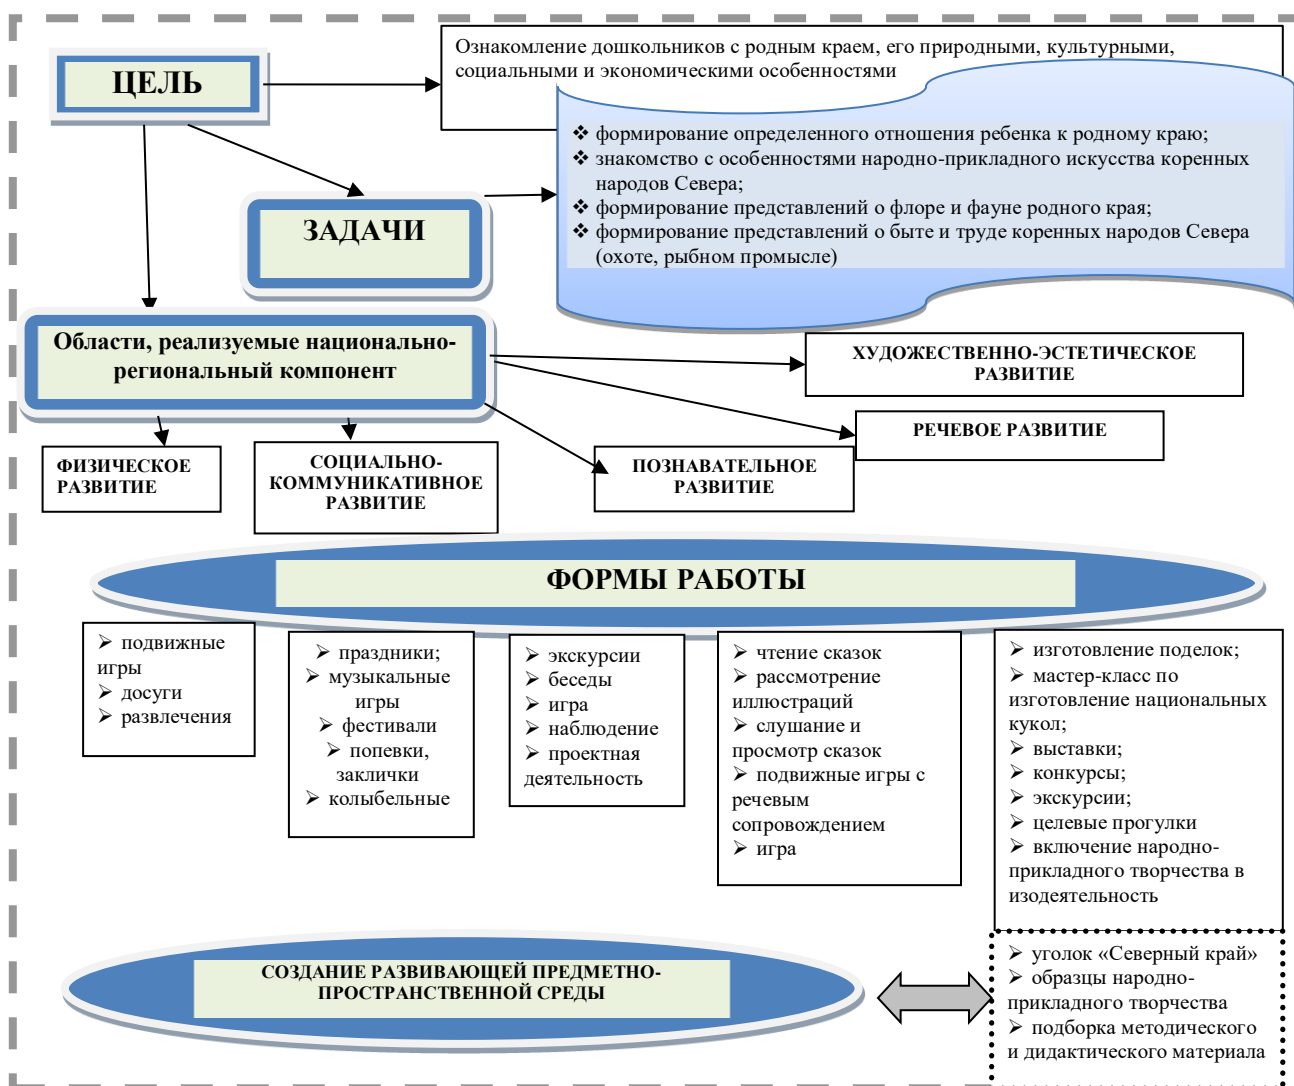 ЦЕЛЬ
Ознакомление дошкольников с родным краем, его природными, культурными,
социальными и экономическими особенностями
❖ формирование определенного отношения ребенка к родному краю;
❖ знакомство с особенностями народно-прикладного искусства коренных
народов Севера;
❖ формирование представлений о флоре и фауне родного края;
❖ формирование представлений о быте и труде коренных народов Севера
(охоте, рыбном промысле)
ЗАДАЧИ
Области, реализуемые национально-
региональный компонент
ХУДОЖЕСТВЕННО-ЭСТЕТИЧЕСКОЕ
РАЗВИТИЕ
РЕЧЕВОЕ РАЗВИТИЕ
ФИЗИЧЕСКОЕ
РАЗВИТИЕ
СОЦИАЛЬНО-
КОММУНИКАТИВНОЕ
РАЗВИТИЕ
ПОЗНАВАТЕЛЬНОЕ
РАЗВИТИЕ
ФОРМЫ РАБОТЫ
➢ подвижные
игры
➢ досуги
➢ развлечения
➢ праздники;
➢ музыкальные
игры
➢ фестивали
➢ попевки,
заклички
➢ колыбельные
➢ экскурсии
➢ беседы
➢ игра
➢ наблюдение
➢ проектная
деятельность
➢ чтение сказок
➢ рассмотрение
иллюстраций
➢ слушание и
просмотр сказок
➢ подвижные игры с
речевым
сопровождением
➢ игра
➢ изготовление поделок;
➢ мастер-класс по
изготовление национальных
кукол;
➢ выставки;
➢ конкурсы;
➢ экскурсии;
➢ целевые прогулки
➢ включение народно-
прикладного творчества в
изодеятельность
СОЗДАНИЕ РАЗВИВАЮЩЕЙ ПРЕДМЕТНО-
ПРОСТРАНСТВЕННОЙ СРЕДЫ
➢ уголок «Северный край»
➢ образцы народно-
прикладного творчества
➢ подборка методического
и дидактического материала